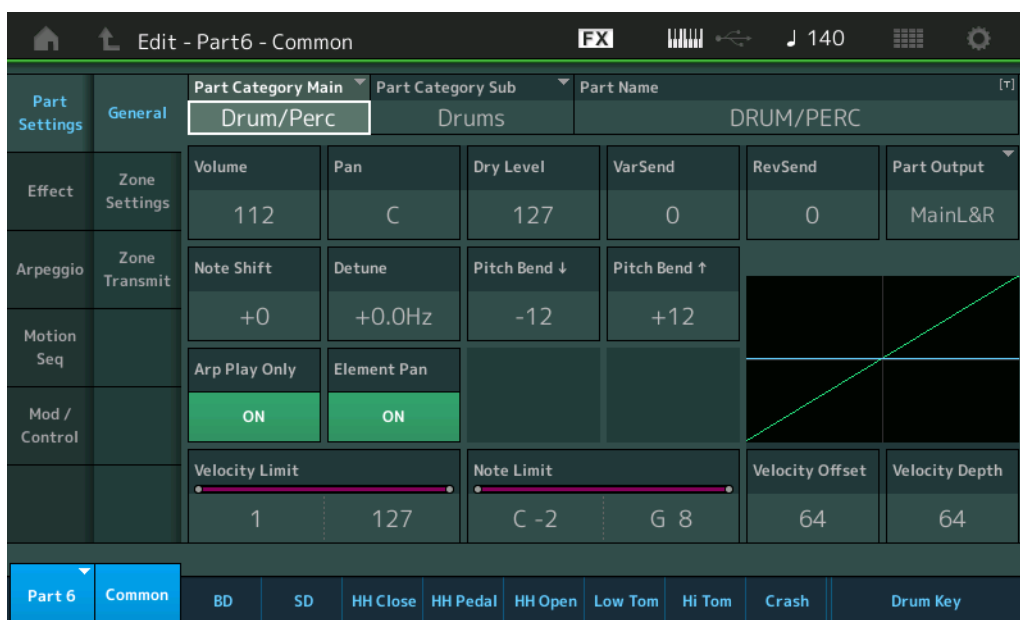 Edit - Part6 - Common FX ♩ 140
Part Settings
General
Part Category Main
Drum/Perc
Part Category Sub
Drums
Part Name [T]
DRUM/PERC
Effect
Zone Settings
Volume
112
Pan
C
Dry Level
127
VarSend
0
RevSend
0
Part Output
MainL&R
Arpeggio
Zone Transmit
Note Shift
+0
Detune
+0.0Hz
Pitch Bend ↓
-12
Pitch Bend ↑
+12
Motion Seq
Arp Play Only
ON
Element Pan
ON
Mod / Control
Velocity Limit
1 127
Note Limit
C -2 G 8
Velocity Offset
64
Velocity Depth
64
Part 6 Common BD SD HH Close HH Pedal HH Open Low Tom Hi Tom Crash Drum Key